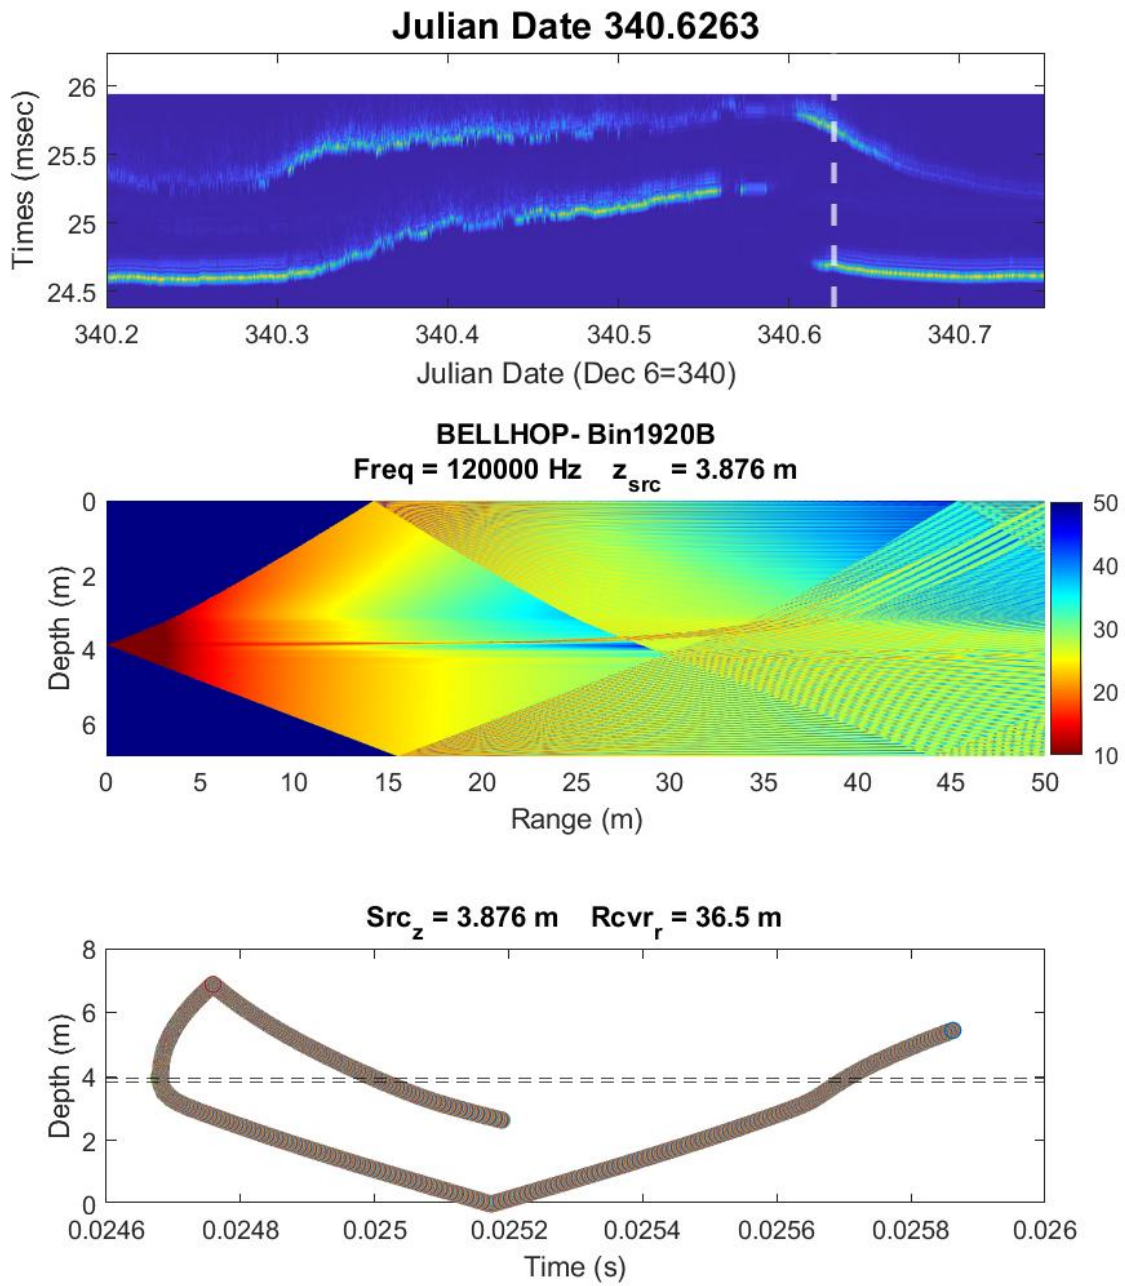 Julian Date 340.6263
Times (msec)
26
25.5
25
24.5
340.2 340.3 340.4 340.5 340.6 340.7
Julian Date (Dec 6=340)
BELLHOP- Bin1920B
Freq = 120000 Hz z_src = 3.876 m
Depth (m)
0
2
4
6
0 5 10 15 20 25 30 35 40 45 50
Range (m)
50
40
30
20
10
Src_z = 3.876 m Rcvr_r = 36.5 m
Depth (m)
8
6
4
2
0
0.0246 0.0248 0.025 0.0252 0.0254 0.0256 0.0258 0.026
Time (s)